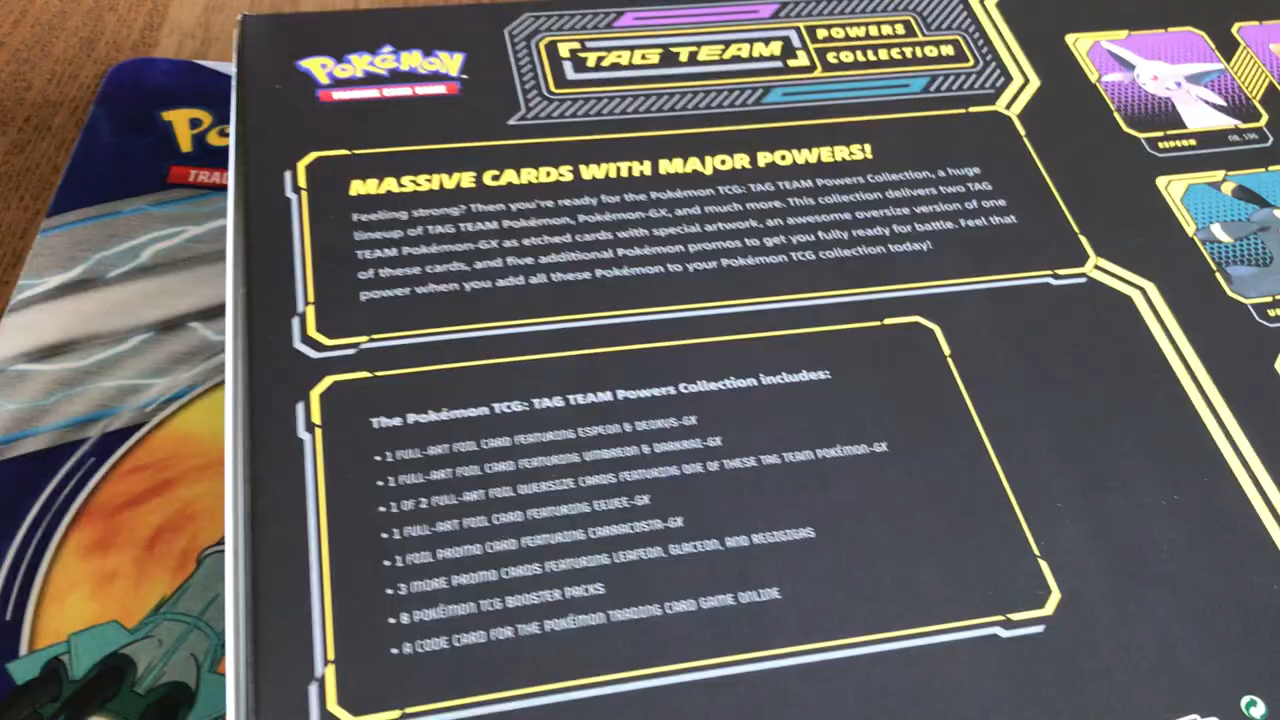 POKÉMON
TRADING CARD GAME
TAG TEAM
POWERS
COLLECTION
ESPEON
NR. 196
MASSIVE CARDS WITH MAJOR POWERS!
Feeling strong? Then you're ready for the Pokémon TCG: TAG TEAM Powers Collection, a huge
lineup of TAG TEAM Pokémon, Pokémon-GX, and much more. This collection delivers two TAG
TEAM Pokémon-GX as etched cards with special artwork, an awesome oversize version of one
of these cards, and five additional Pokémon promos to get you fully ready for battle. Feel that
power when you add all these Pokémon to your Pokémon TCG collection today!
The Pokémon TCG: TAG TEAM Powers Collection includes:
• 1 FULL-ART FOIL CARD FEATURING ESPEON & DEOXYS-GX
• 1 FULL-ART FOIL CARD FEATURING UMBREON & DARKRAI-GX
• 1 OF 2 FULL-ART FOIL OVERSIZE CARDS FEATURING ONE OF THESE TAG TEAM POKÉMON-GX
• 1 FULL-ART FOIL CARD FEATURING EEVEE-GX
• 1 FOIL PROMO CARD FEATURING CARRACOSTA-GX
• 3 MORE PROMO CARDS FEATURING LEAFEON, GLACEON, AND REGIGIGAS
• 8 POKÉMON TCG BOOSTER PACKS
• A CODE CARD FOR THE POKÉMON TRADING CARD GAME ONLINE
Po
TRA